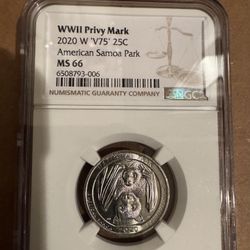 WWII Privy Mark
2020 W 'V75' 25C
American Samoa Park
MS 66
6508793-006
NUMISMATIC GUARANTY COMPANY
NGC